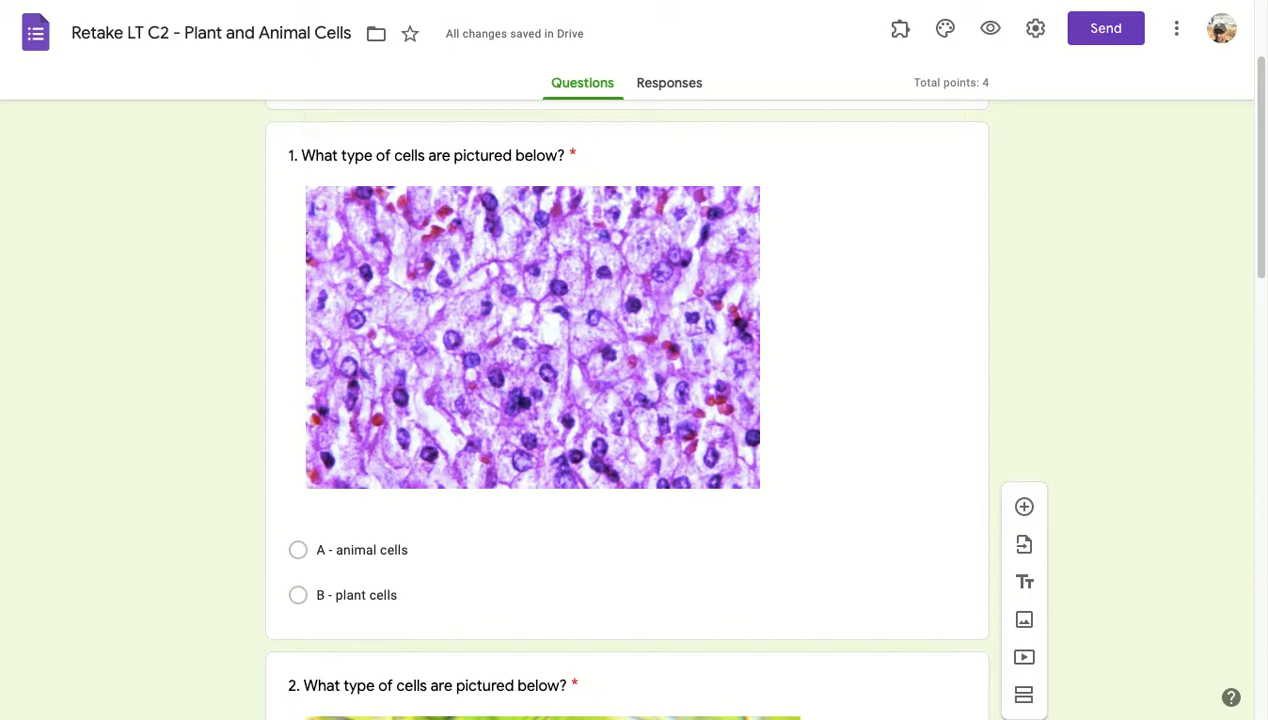 Retake LT C2 - Plant and Animal Cells
All changes saved in Drive
Send
Questions
Responses
Total points: 4
1. What type of cells are pictured below? *
A - animal cells
B - plant cells
2. What type of cells are pictured below? *